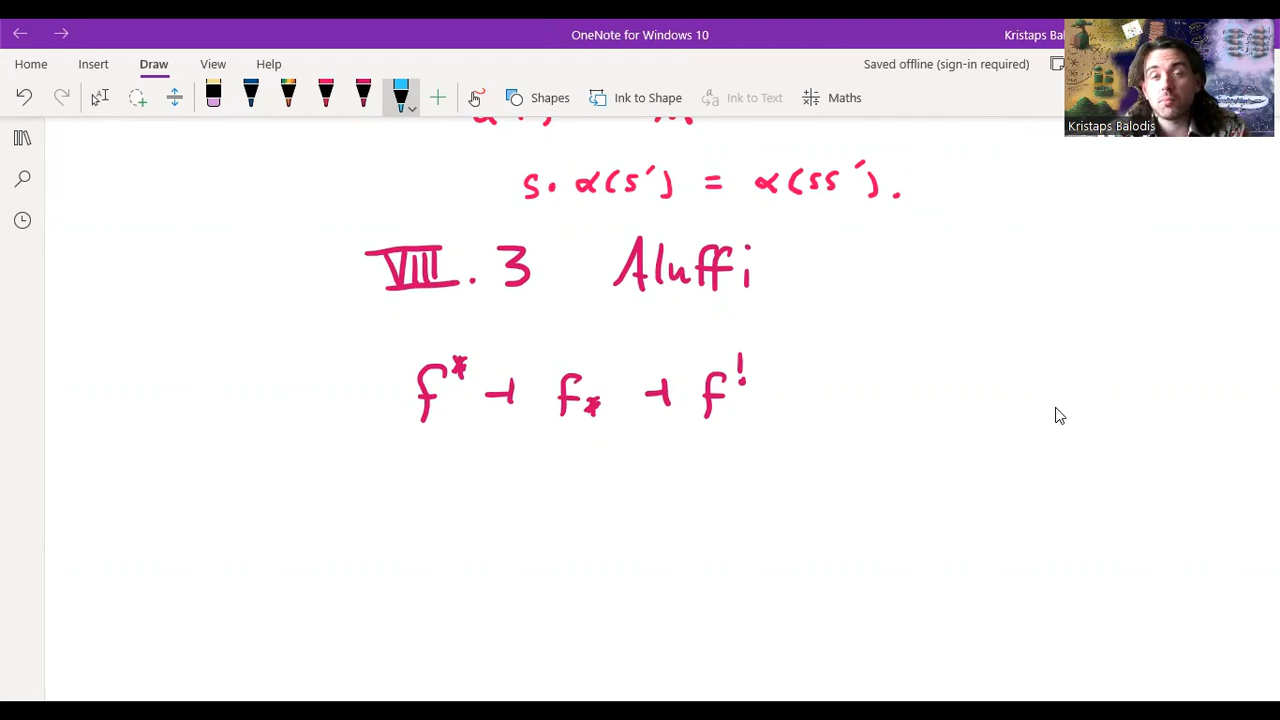 OneNote for Windows 10
Kristaps Ba
Home Insert Draw View Help
Saved offline (sign-in required)
Shapes Ink to Shape Ink to Text Maths
Kristaps Balodis
s · α(s′) = α(ss′).
VIII. 3 Aluffi
f* ⊣ f_* ⊣ f^!